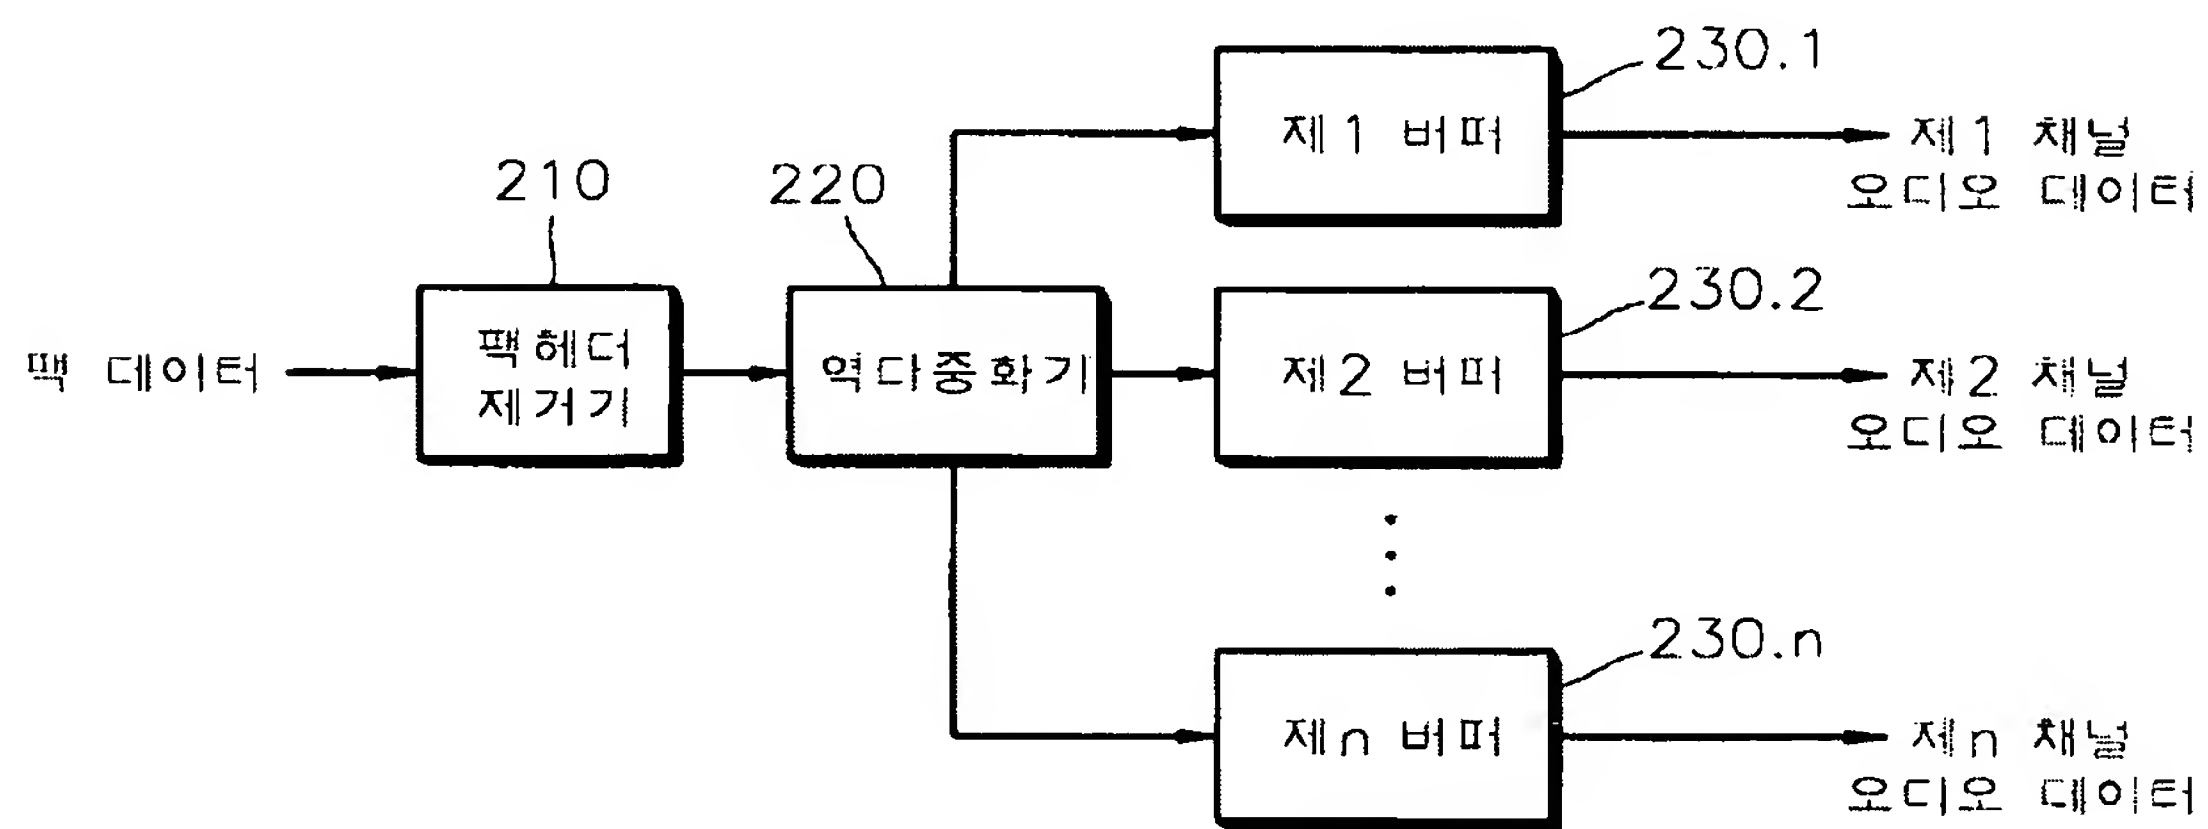 230.1
제1 버퍼
제1 채널
오디오 데이터
210
220
230.2
팩 데이터
팩헤더
제거기
역다중화기
제2 버퍼
제2 채널
오디오 데이터
230.n
제n 버퍼
제n 채널
오디오 데이터